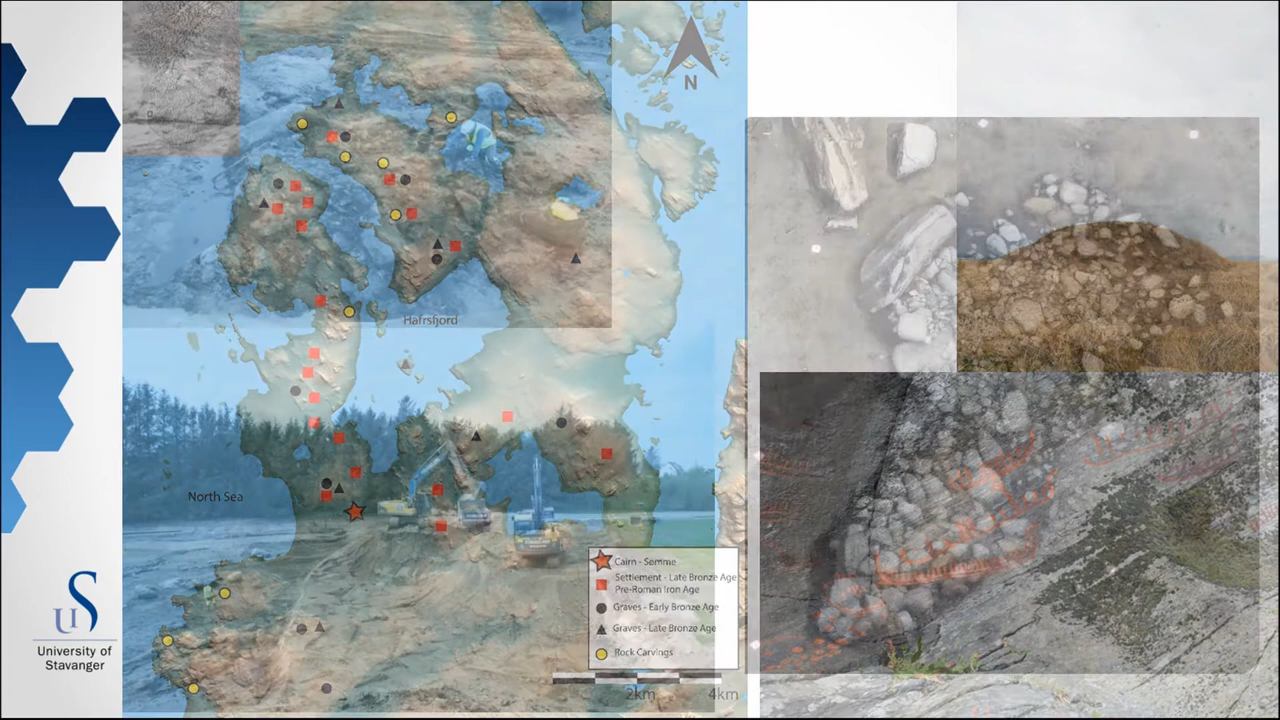 N
Hafrsfjord
North Sea
Cairn - Sømme
Settlement - Late Bronze Age
Pre-Roman Iron Age
Graves - Early Bronze Age
Graves - Late Bronze Age
Rock Carvings
2km 4km
uS
University of
Stavanger